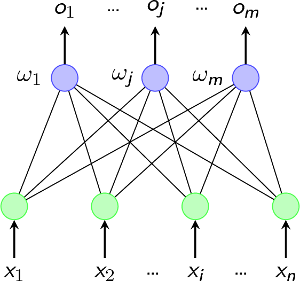 o₁ ... oⱼ ... oₘ
ω₁ ωⱼ ωₘ
x₁ x₂ ... xᵢ ... xₙ